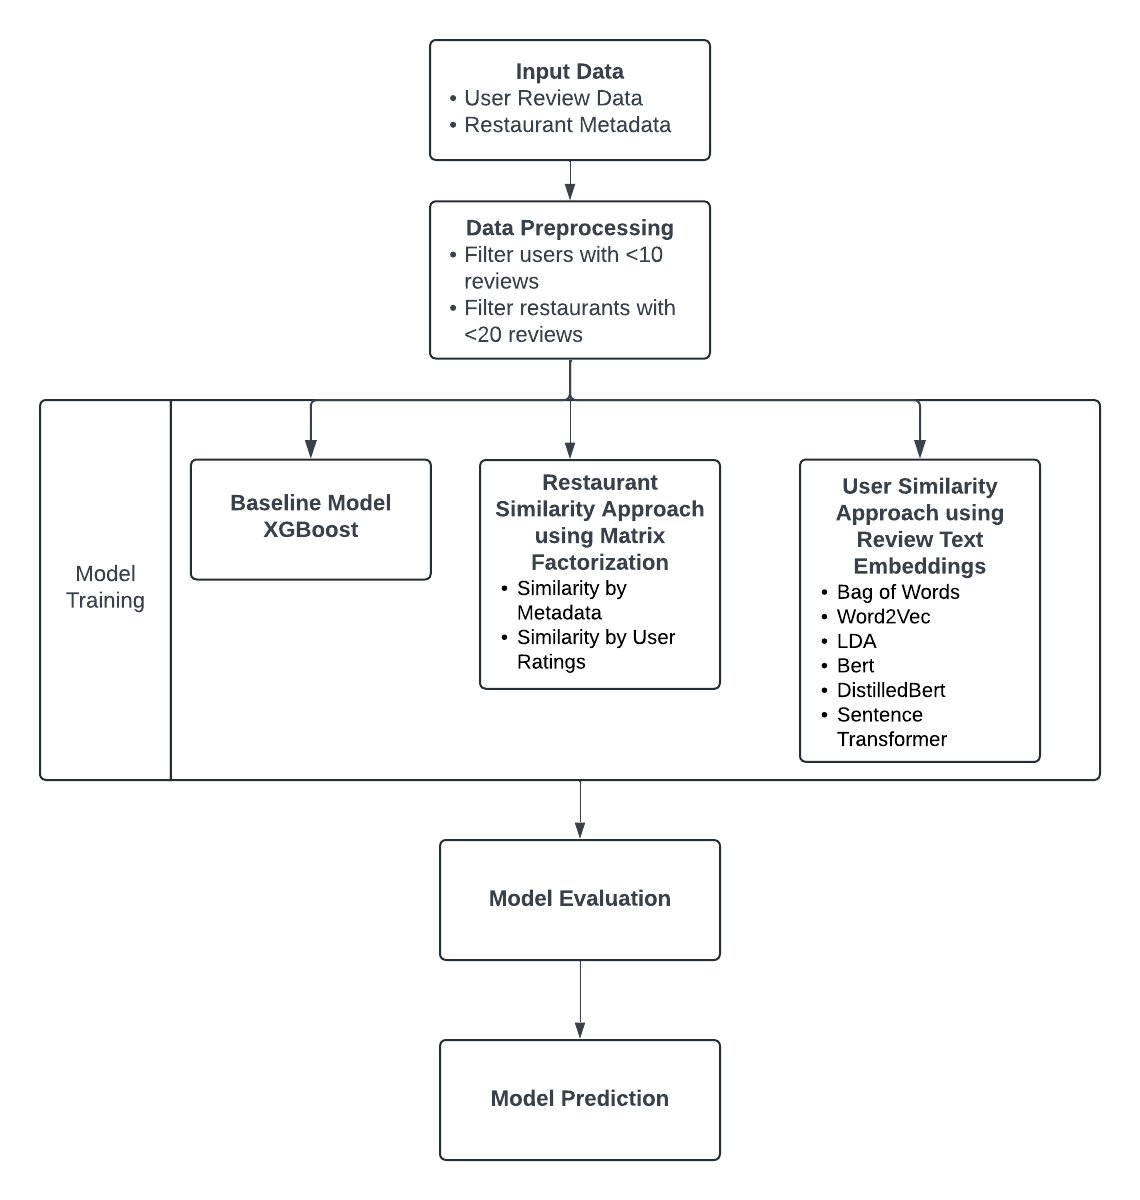 Input Data
• User Review Data
• Restaurant Metadata
Data Preprocessing
• Filter users with <10
reviews
• Filter restaurants with
<20 reviews
Model
Training
Baseline Model
XGBoost
Restaurant
Similarity Approach
using Matrix
Factorization
• Similarity by
Metadata
• Similarity by User
Ratings
User Similarity
Approach using
Review Text
Embeddings
• Bag of Words
• Word2Vec
• LDA
• Bert
• DistilledBert
• Sentence
Transformer
Model Evaluation
Model Prediction